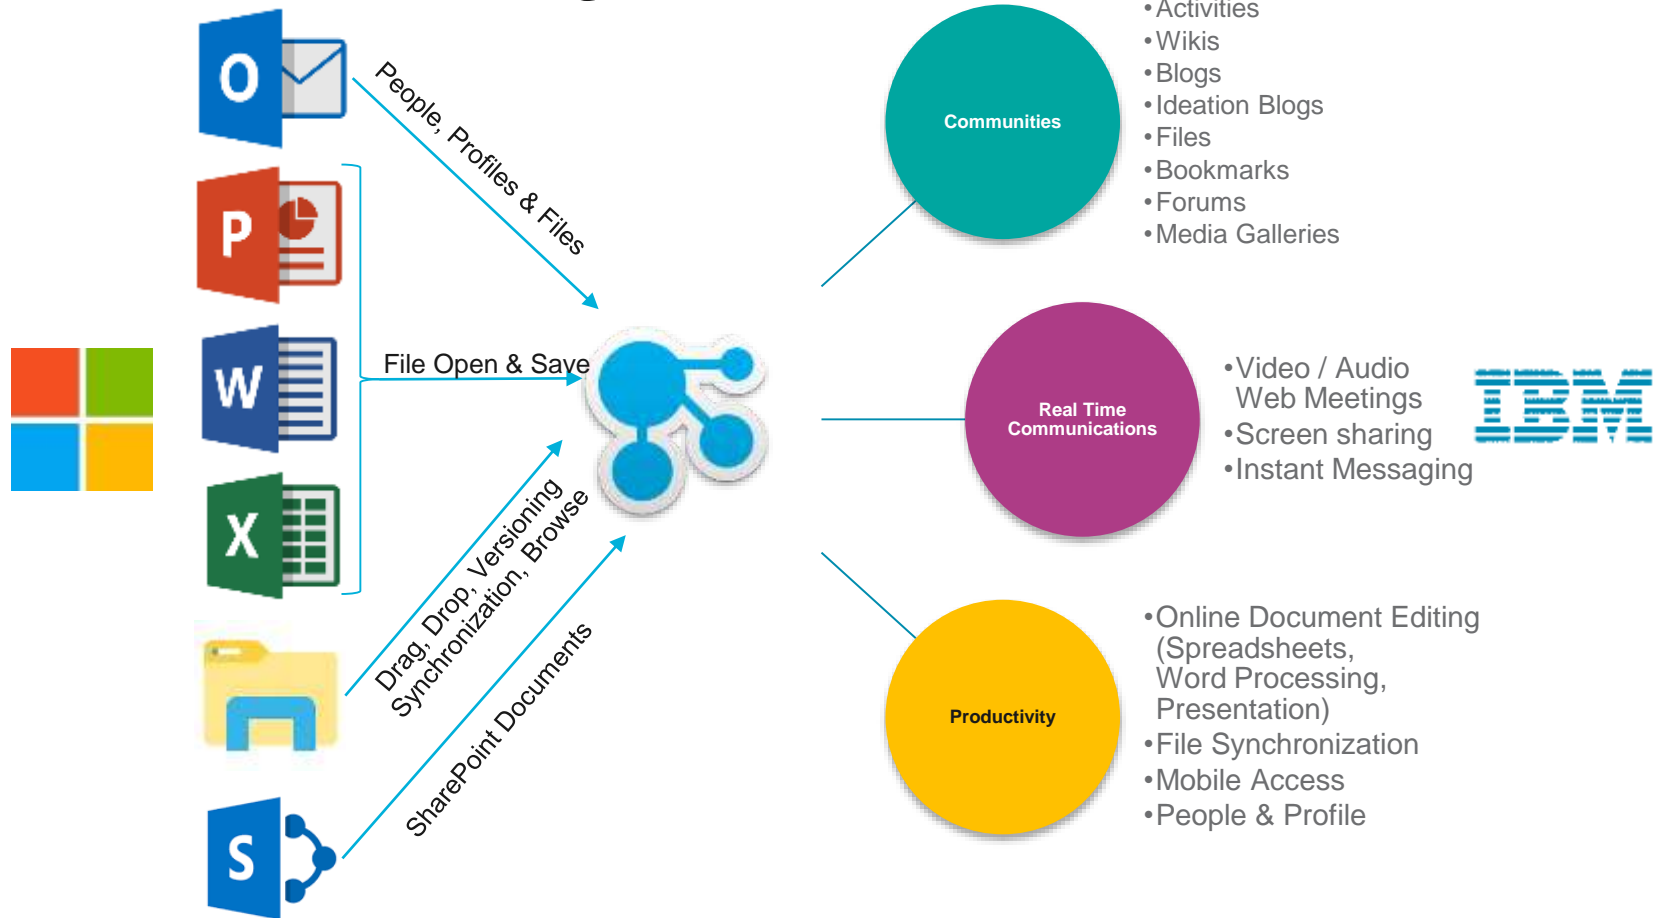 O
People, Profiles & Files
P
W
File Open & Save
X
Drag, Drop, Versioning
Synchronization, Browse
S
SharePoint Documents
Communities
•Activities
•Wikis
•Blogs
•Ideation Blogs
•Files
•Bookmarks
•Forums
•Media Galleries
Real Time
Communications
•Video / Audio
Web Meetings
•Screen sharing
•Instant Messaging
IBM
Productivity
•Online Document Editing
(Spreadsheets,
Word Processing,
Presentation)
•File Synchronization
•Mobile Access
•People & Profile